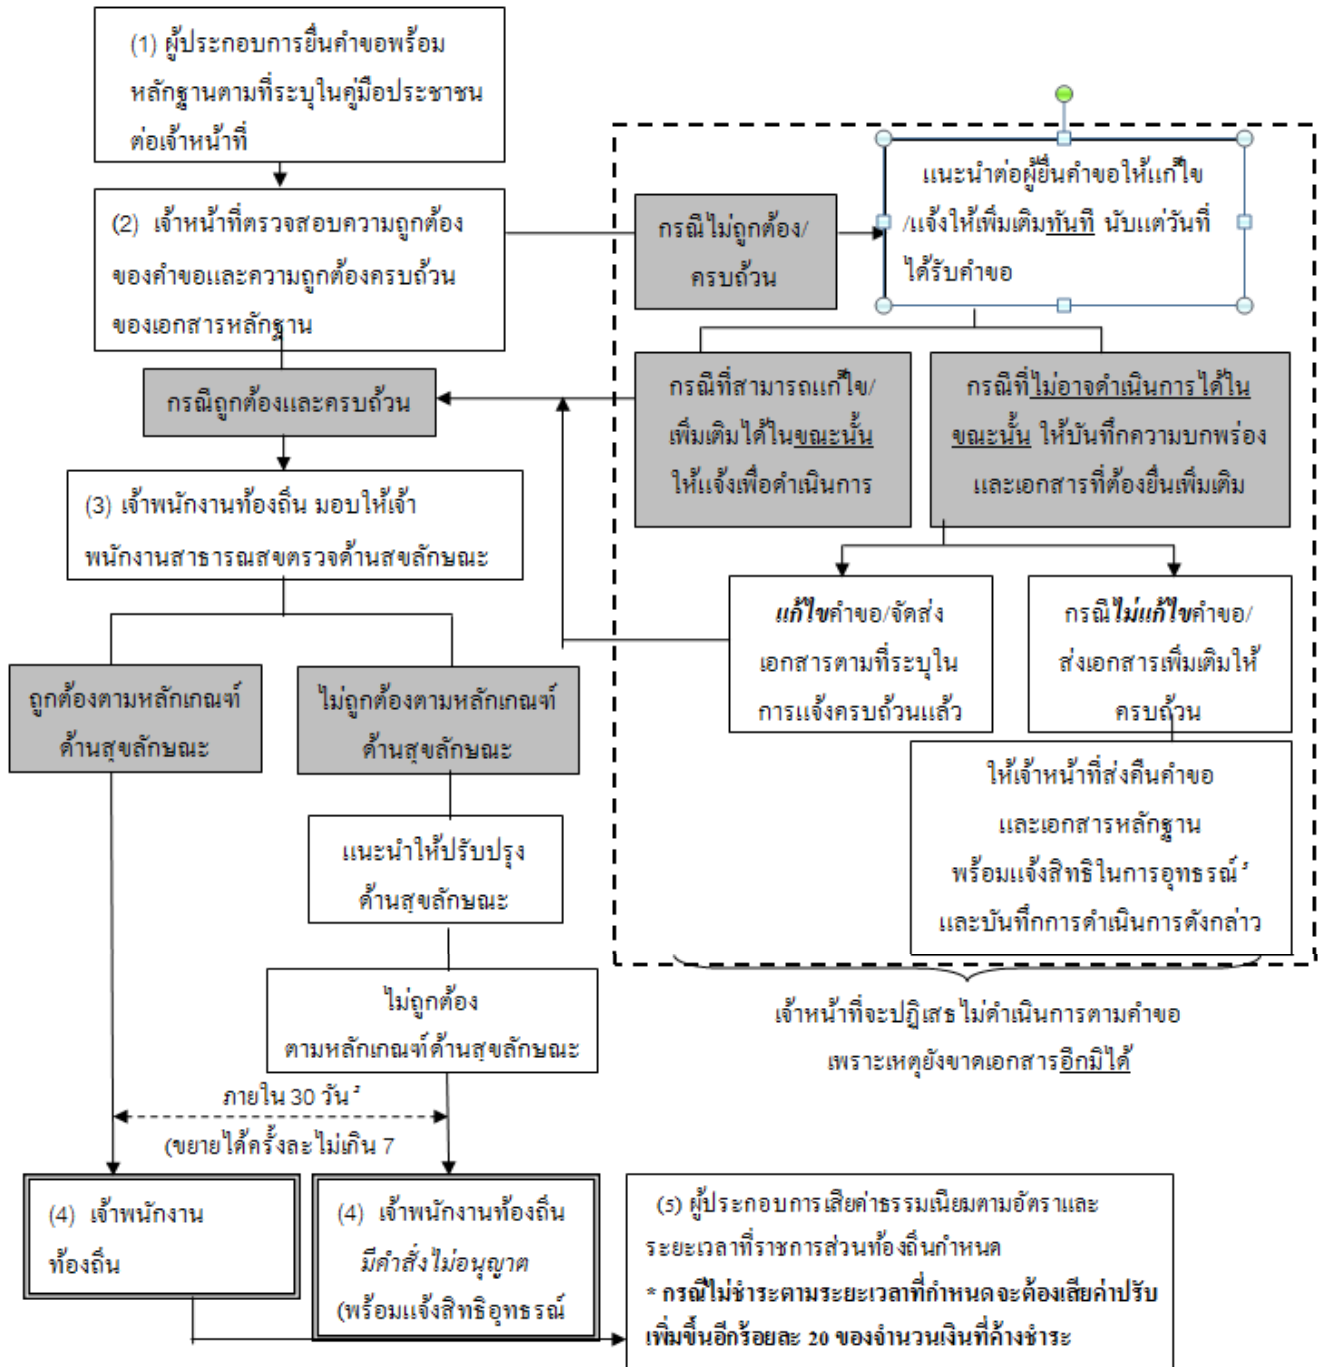 (1) ผู้ประกอบการยื่นคำขอพร้อม
หลักฐานตามที่ระบุในคู่มือประชาชน
ต่อเจ้าหน้าที่
(2) เจ้าหน้าที่ตรวจสอบความถูกต้อง
ของคำขอและความถูกต้องครบถ้วน
ของเอกสารหลักฐาน
กรณีไม่ถูกต้อง/
ครบถ้วน
แนะนำต่อผู้ยื่นคำขอให้แก้ไข
/แจ้งให้เพิ่มเติมทันที นับแต่วันที่
ได้รับคำขอ
กรณีถูกต้องและครบถ้วน
กรณีที่สามารถแก้ไข/
เพิ่มเติมได้ในขณะนั้น
ให้แจ้งเพื่อดำเนินการ
กรณีที่ไม่อาจดำเนินการได้ใน
ขณะนั้น ให้บันทึกความบกพร่อง
และเอกสารที่ต้องยื่นเพิ่มเติม
(3) เจ้าพนักงานท้องถิ่น มอบให้เจ้า
พนักงานสาธารณสุขตรวจด้านสุขลักษณะ
แก้ไขคำขอ/จัดส่ง
เอกสารตามที่ระบุใน
การแจ้งครบถ้วนแล้ว
กรณีไม่แก้ไขคำขอ/
ส่งเอกสารเพิ่มเติมให้
ครบถ้วน
ถูกต้องตามหลักเกณฑ์
ด้านสุขลักษณะ
ไม่ถูกต้องตามหลักเกณฑ์
ด้านสุขลักษณะ
ให้เจ้าหน้าที่ส่งคืนคำขอ
และเอกสารหลักฐาน
พร้อมแจ้งสิทธิในการอุทธรณ์
และบันทึกการดำเนินการดังกล่าว
แนะนำให้ปรับปรุง
ด้านสุขลักษณะ
ไม่ถูกต้อง
ตามหลักเกณฑ์ด้านสุขลักษณะ
เจ้าหน้าที่จะปฏิเสธไม่ดำเนินการตามคำขอ
เพราะเหตุยังขาดเอกสารอีกมิได้
ภายใน 30 วัน
(ขยายได้ครั้งละไม่เกิน 7
(4) เจ้าพนักงาน
ท้องถิ่น
(4) เจ้าพนักงานท้องถิ่น
มีคำสั่งไม่อนุญาต
(พร้อมแจ้งสิทธิอุทธรณ์
(5) ผู้ประกอบการเสียค่าธรรมเนียมตามอัตราและ
ระยะเวลาที่ราชการส่วนท้องถิ่นกำหนด
* กรณีไม่ชำระตามระยะเวลาที่กำหนดจะต้องเสียค่าปรับ
เพิ่มขึ้นอีกร้อยละ 20 ของจำนวนเงินที่ค้างชำระ